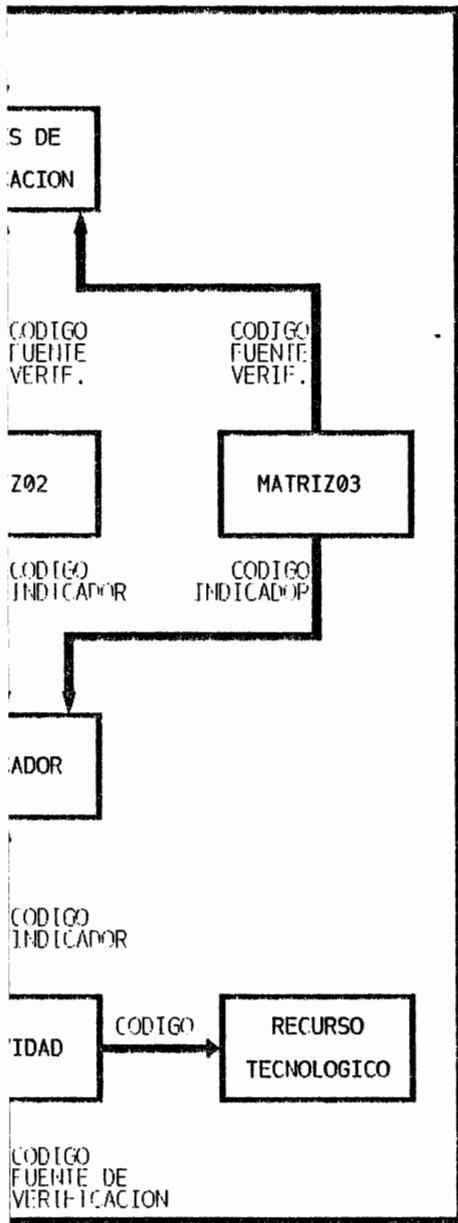 S DE
ACION
CODIGO
FUENTE
VERIF.
CODIGO
FUENTE
VERIF.
Z02
MATRIZ03
CODIGO
INDICADOR
CODIGO
INDICADOR
ADOR
CODIGO
INDICADOR
VIDAD
CODIGO
RECURSO
TECNOLOGICO
CODIGO
FUENTE DE
VERIFICACION